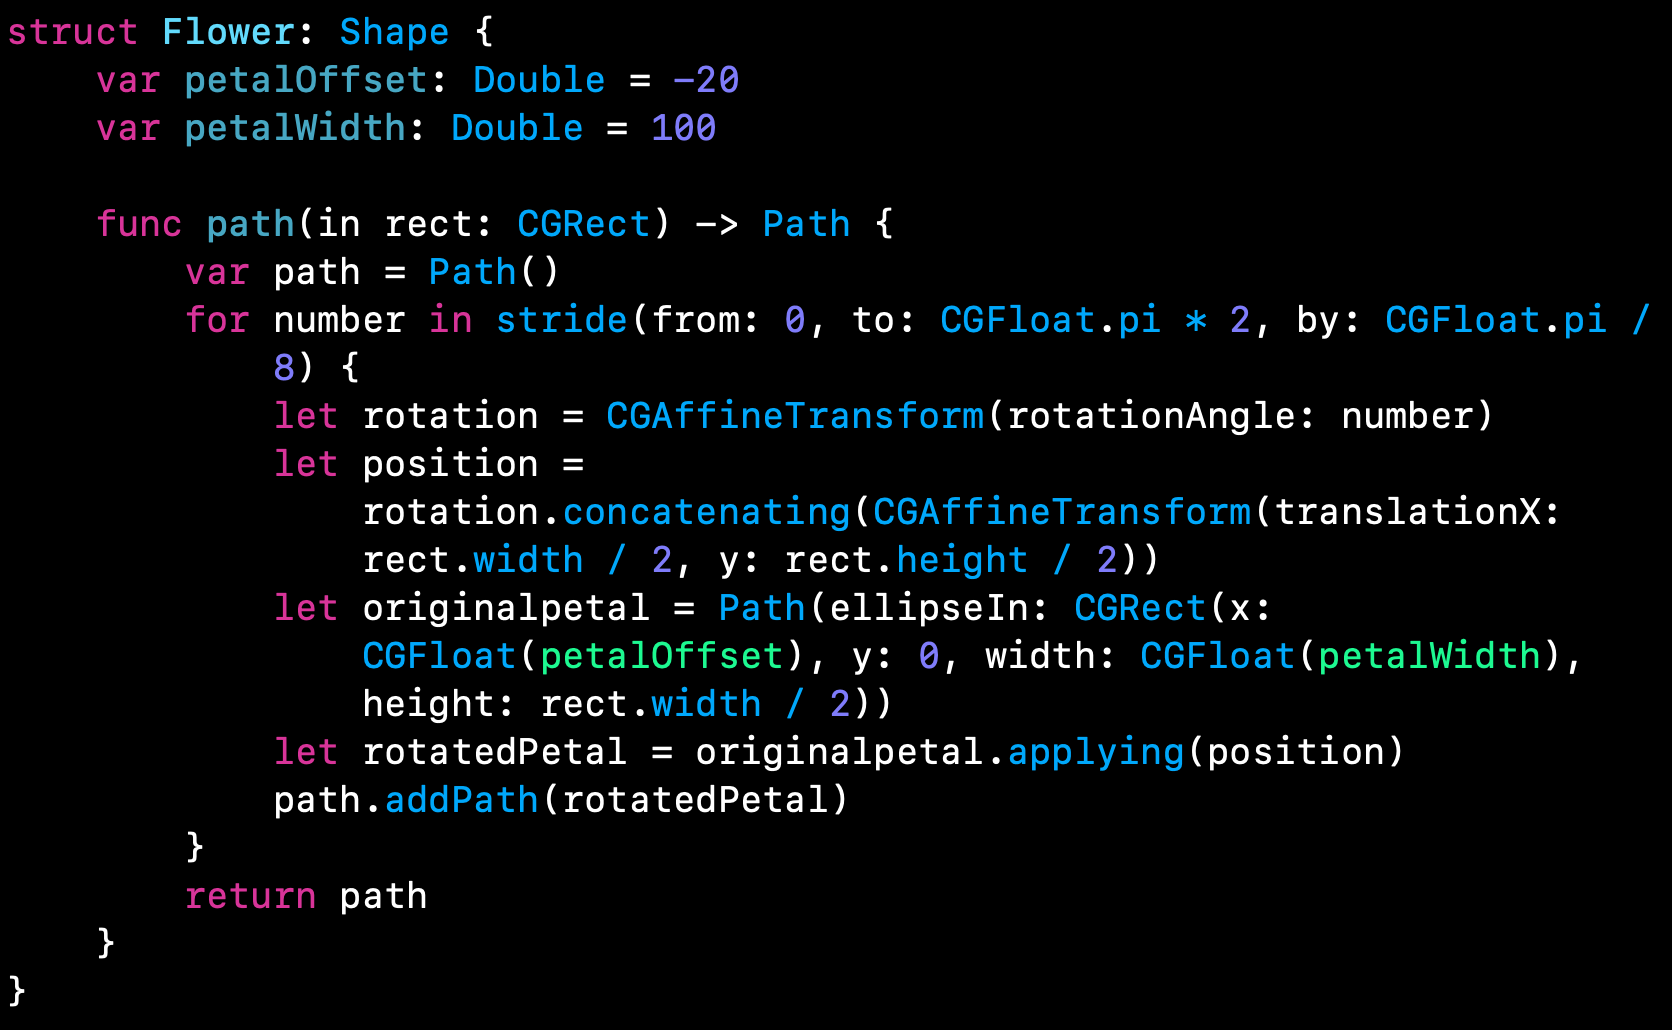 struct Flower: Shape {
    var petalOffset: Double = -20
    var petalWidth: Double = 100

    func path(in rect: CGRect) -> Path {
        var path = Path()
        for number in stride(from: 0, to: CGFloat.pi * 2, by: CGFloat.pi /
            8) {
            let rotation = CGAffineTransform(rotationAngle: number)
            let position =
                rotation.concatenating(CGAffineTransform(translationX:
                rect.width / 2, y: rect.height / 2))
            let originalpetal = Path(ellipseIn: CGRect(x:
                CGFloat(petalOffset), y: 0, width: CGFloat(petalWidth),
                height: rect.width / 2))
            let rotatedPetal = originalpetal.applying(position)
            path.addPath(rotatedPetal)
        }
        return path
    }
}